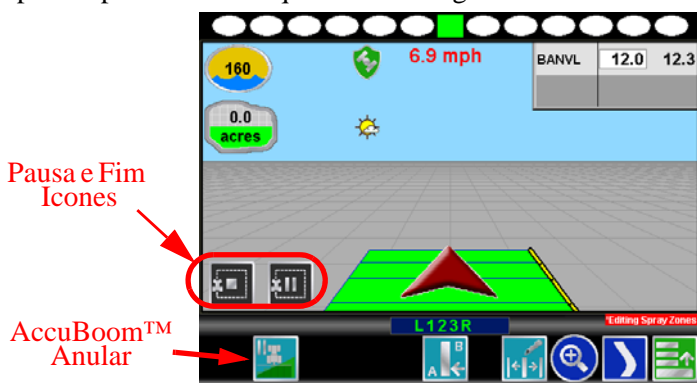 160
6.9 mph
BANVL 12.0 12.3
0.0
acres
Pausa e Fim
Icones
L123R
*Editing Spray Zones
AccuBoom™
Anular
A B